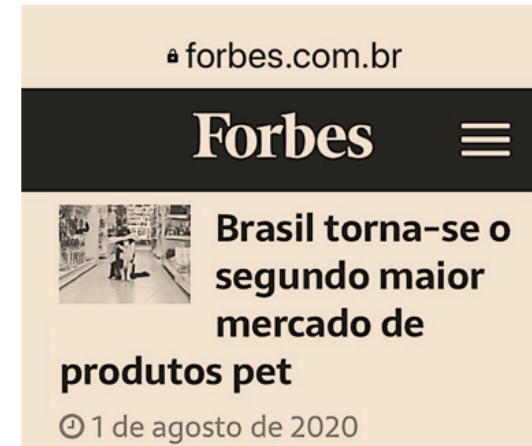 forbes.com.br
Forbes
Brasil torna-se o
segundo maior
mercado de
produtos pet
1 de agosto de 2020